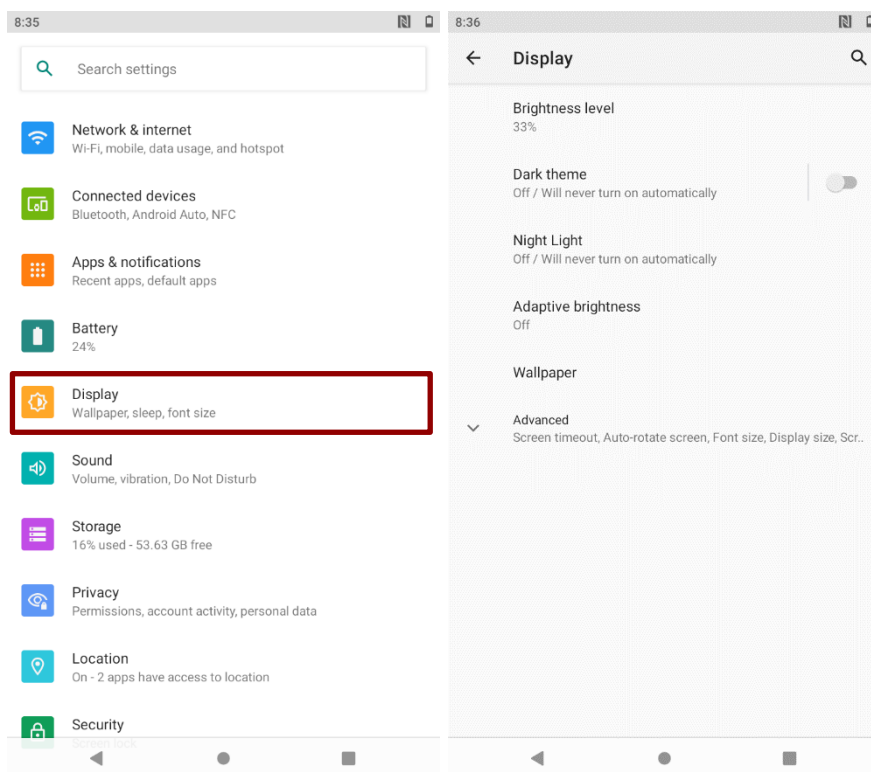 8:35
Search settings
Network & internet
Wi-Fi, mobile, data usage, and hotspot
Connected devices
Bluetooth, Android Auto, NFC
Apps & notifications
Recent apps, default apps
Battery
24%
Display
Wallpaper, sleep, font size
Sound
Volume, vibration, Do Not Disturb
Storage
16% used - 53.63 GB free
Privacy
Permissions, account activity, personal data
Location
On - 2 apps have access to location
Security
Screen lock
8:36
Display
Brightness level
33%
Dark theme
Off / Will never turn on automatically
Night Light
Off / Will never turn on automatically
Adaptive brightness
Off
Wallpaper
Advanced
Screen timeout, Auto-rotate screen, Font size, Display size, Scr..